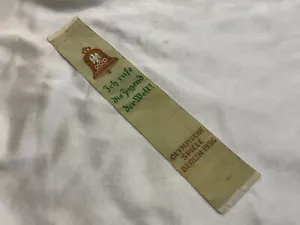 Ich rufe
die Jugend
der Welt!
OLYMPISCHE
SPIELE
BERLIN 1936